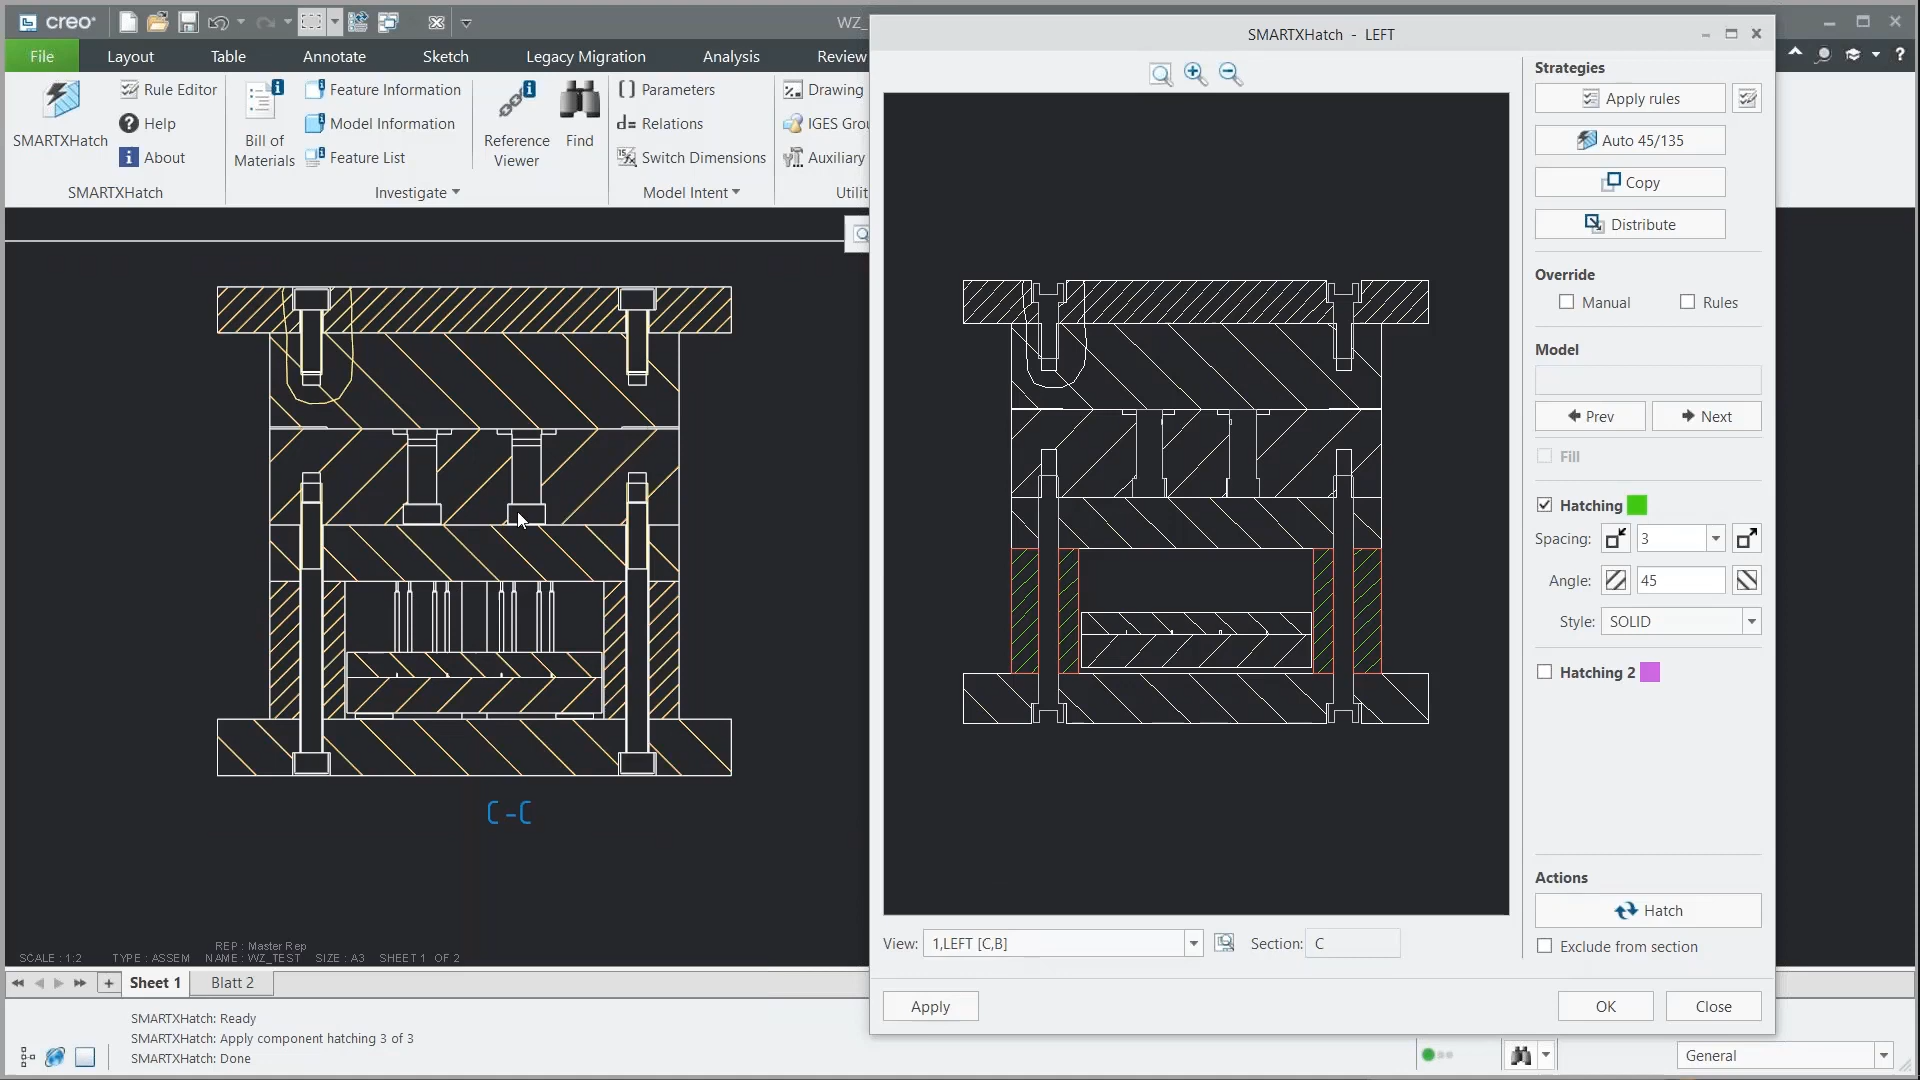 creo
WZ_
SMARTXHatch - LEFT
File
Layout
Table
Annotate
Sketch
Legacy Migration
Analysis
Review
SMARTXHatch
Rule Editor
Help
About
SMARTXHatch
Bill of
Materials
Feature Information
Model Information
Feature List
Reference
Viewer
Find
Investigate
Parameters
d= Relations
Switch Dimensions
Model Intent
Drawing
IGES Grou
Auxiliary
Utilit
Strategies
Apply rules
Auto 45/135
Copy
Distribute
Override
Manual
Rules
Model
Prev
Next
Fill
Hatching
Spacing:
3
Angle:
45
Style:
SOLID
Hatching 2
Actions
Hatch
Exclude from section
C-C
REP : Master Rep
SCALE : 1:2 TYPE : ASSEM NAME : WZ_TEST SIZE : A3 SHEET 1 OF 2
View:
1,LEFT [C,B]
Section:
C
Sheet 1
Blatt 2
Apply
OK
Close
SMARTXHatch: Ready
SMARTXHatch: Apply component hatching 3 of 3
SMARTXHatch: Done
General